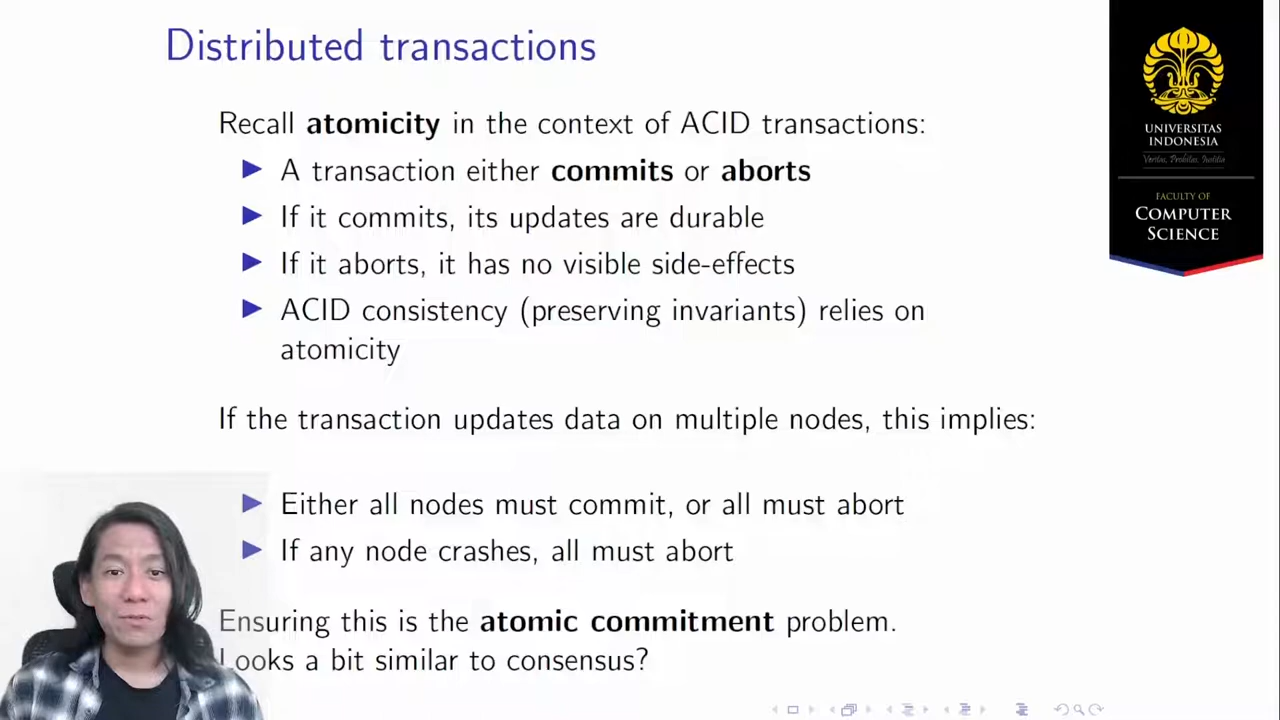 Distributed transactions
Recall atomicity in the context of ACID transactions:
▶ A transaction either commits or aborts
▶ If it commits, its updates are durable
▶ If it aborts, it has no visible side-effects
▶ ACID consistency (preserving invariants) relies on
atomicity
If the transaction updates data on multiple nodes, this implies:
▶ Either all nodes must commit, or all must abort
▶ If any node crashes, all must abort
Ensuring this is the atomic commitment problem.
Looks a bit similar to consensus?
UNIVERSITAS
INDONESIA
Veritas, Probitas, Iustitia
FACULTY OF
COMPUTER
SCIENCE